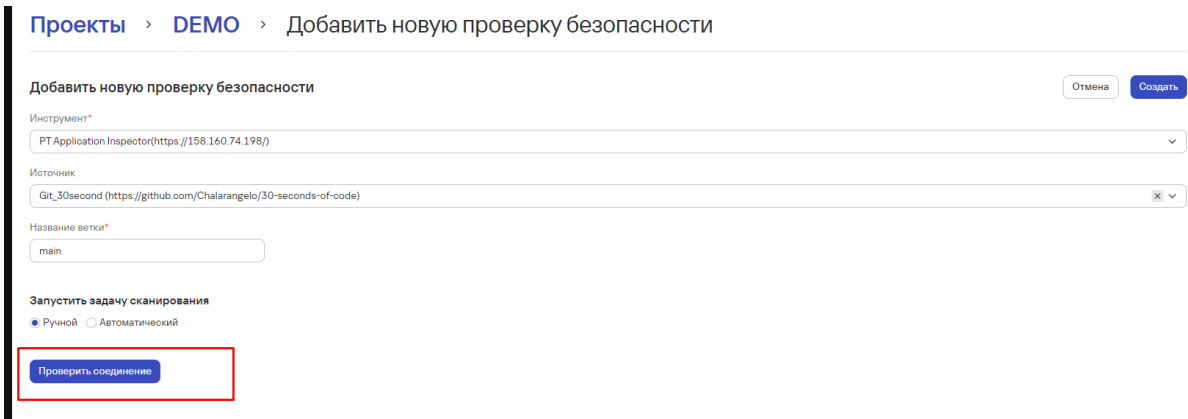 Проекты > DEMO > Добавить новую проверку безопасности
Добавить новую проверку безопасности
Отмена
Создать
Инструмент*
PT Application Inspector(https://158.160.74.198/)
Источник
Git_30second (https://github.com/Chalarangelo/30-seconds-of-code)
Название ветки*
main
Запустить задачу сканирования
Ручной Автоматический
Проверить соединение